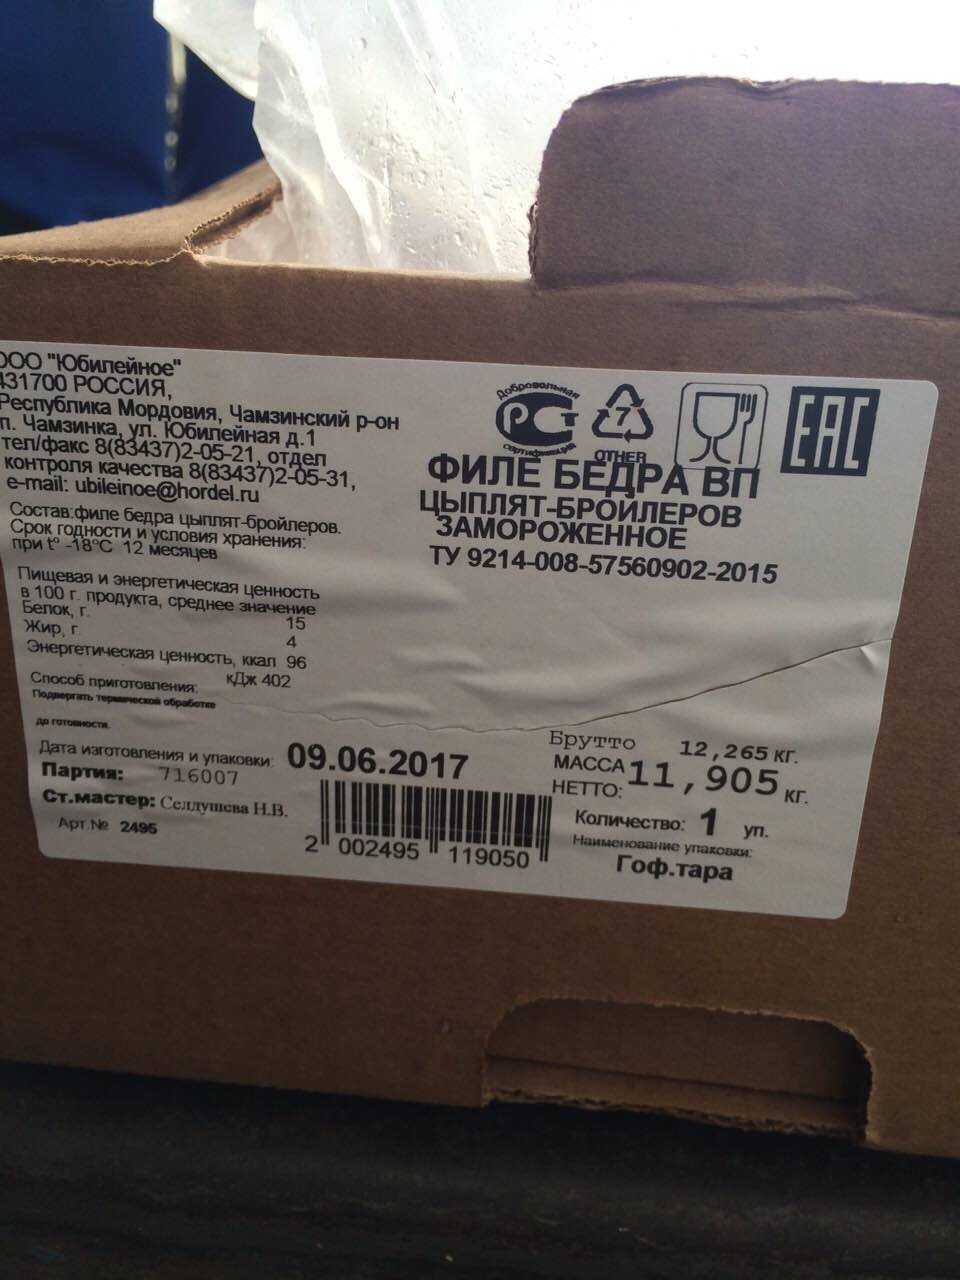 ООО "Юбилейное"
431700 РОССИЯ,
Республика Мордовия, Чамзинский р-он
п. Чамзинка, ул. Юбилейная д.1
тел/факс 8(83437)2-05-21, отдел
контроля качества 8(83437)2-05-31,
e-mail: ubileinoe@hordel.ru
Состав:филе бедра цыплят-бройлеров.
Срок годности и условия хранения:
при t° -18°С 12 месяцев
Пищевая и энергетическая ценность
в 100 г. продукта, среднее значение
Белок, г. 15
Жир, г 4
Энергетическая ценность, ккал 96
кДж 402
Способ приготовления:
Подвергать термической обработке
до готовности.
Дата изготовления и упаковки: 09.06.2017
Партия: 716007
Ст.мастер: Селдушева Н.В.
Арт.№ 2495
2 002495 119050
Добровольная
РСТ
сертификация
7
OTHER
ЕАС
ФИЛЕ БЕДРА ВП
ЦЫПЛЯТ-БРОЙЛЕРОВ
ЗАМОРОЖЕННОЕ
ТУ 9214-008-57560902-2015
Брутто 12,265 КГ.
МАССА 11,905 КГ.
НЕТТО:
Количество: 1 уп.
Наименование упаковки:
Гоф.тара